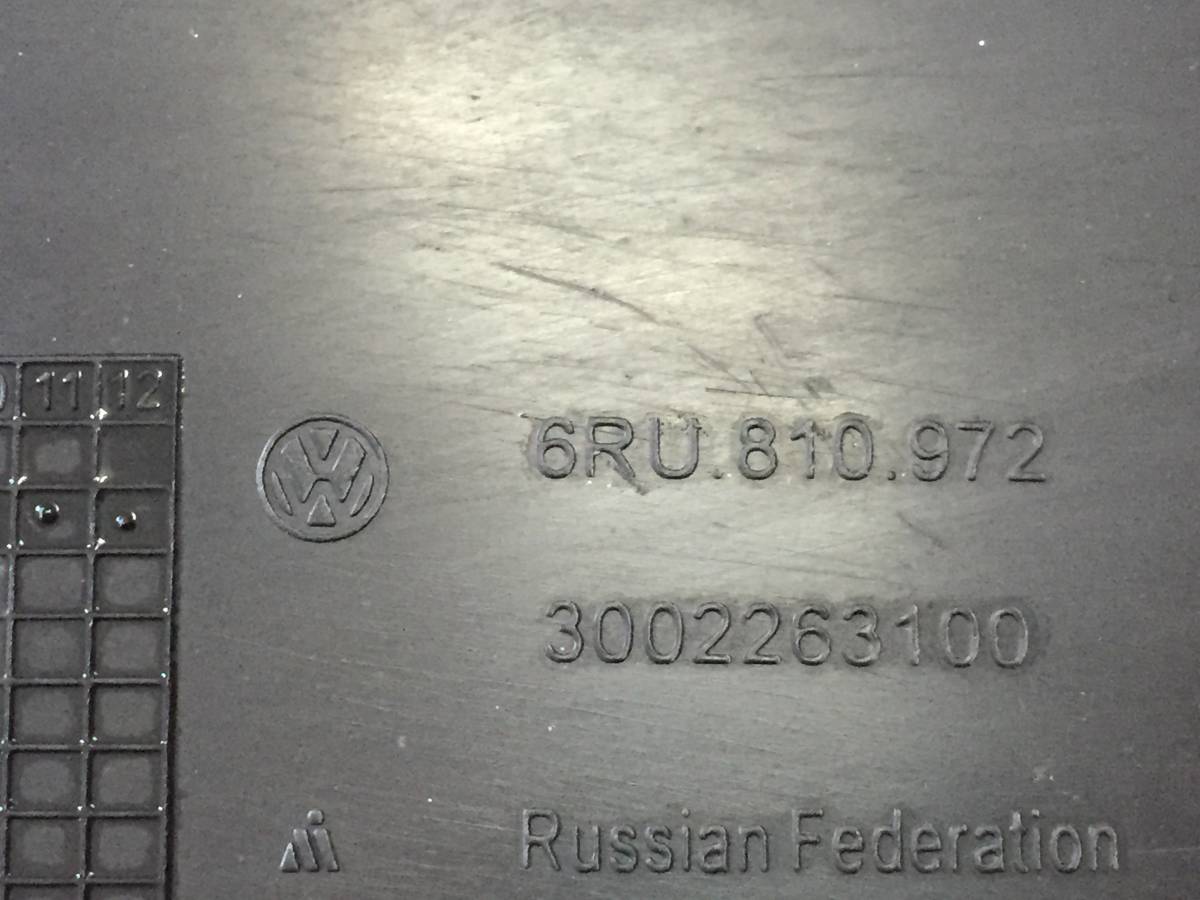 11 12
6RU.810.972
3002263100
Russian Federation